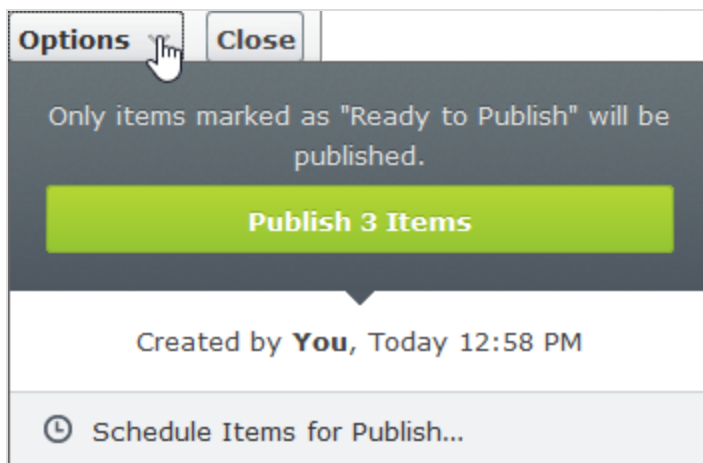 Options Close
Only items marked as "Ready to Publish" will be
published.
Publish 3 Items
Created by You, Today 12:58 PM
Schedule Items for Publish...